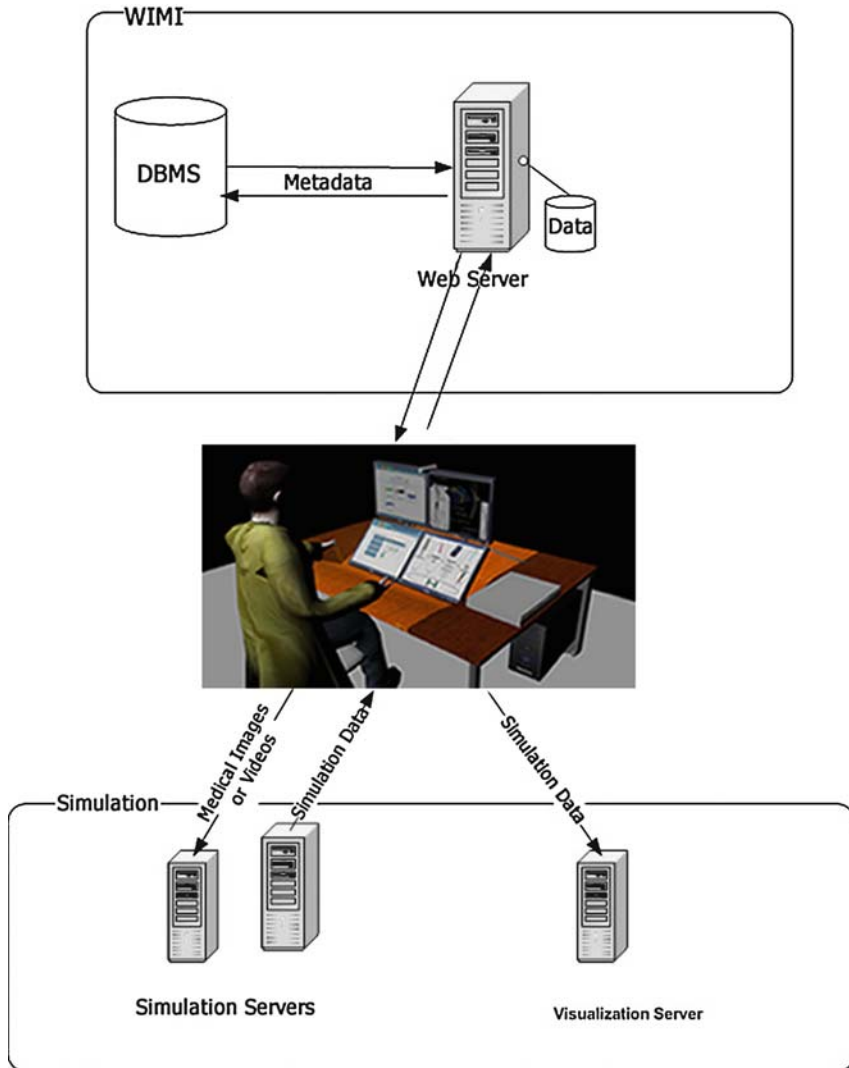 WIMI
DBMS
Metadata
Data
Web Server
Medical Images
or Videos
Simulation Data
Simulation Data
Simulation
Simulation Servers
Visualization Server